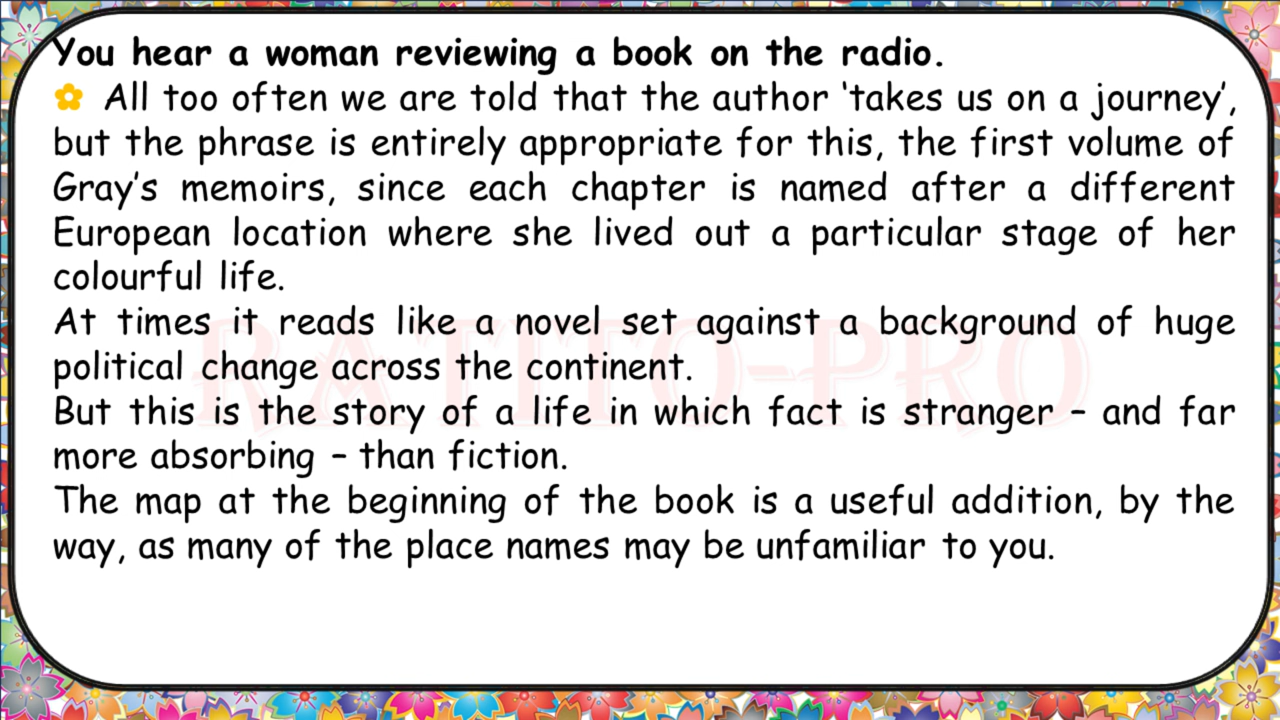 You hear a woman reviewing a book on the radio.
All too often we are told that the author ‘takes us on a journey’,
but the phrase is entirely appropriate for this, the first volume of
Gray’s memoirs, since each chapter is named after a different
European location where she lived out a particular stage of her
colourful life.
At times it reads like a novel set against a background of huge
political change across the continent.
But this is the story of a life in which fact is stranger – and far
more absorbing – than fiction.
The map at the beginning of the book is a useful addition, by the
way, as many of the place names may be unfamiliar to you.
RATITO-PRO